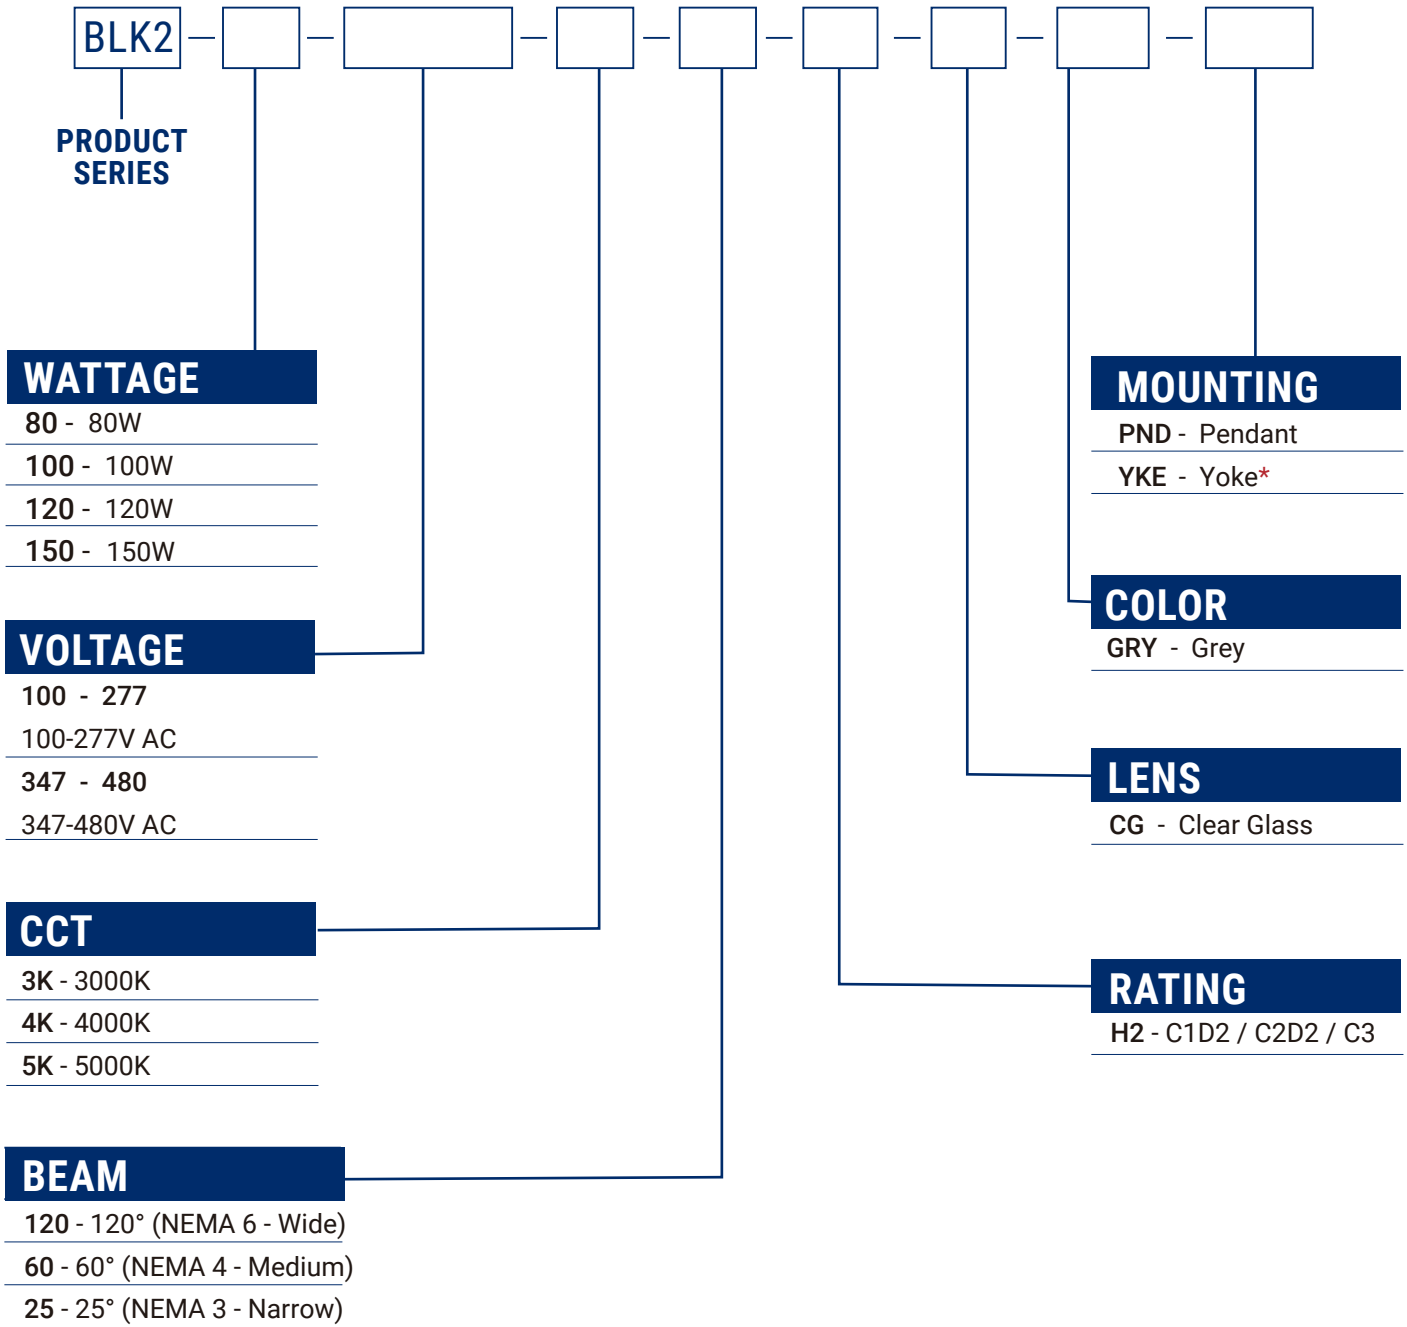 BLK2 — — — — — — — —
PRODUCT
SERIES
WATTAGE
80 - 80W
100 - 100W
120 - 120W
150 - 150W
VOLTAGE
100 - 277
100-277V AC
347 - 480
347-480V AC
CCT
3K - 3000K
4K - 4000K
5K - 5000K
BEAM
120 - 120° (NEMA 6 - Wide)
60 - 60° (NEMA 4 - Medium)
25 - 25° (NEMA 3 - Narrow)
MOUNTING
PND - Pendant
YKE - Yoke*
COLOR
GRY - Grey
LENS
CG - Clear Glass
RATING
H2 - C1D2 / C2D2 / C3